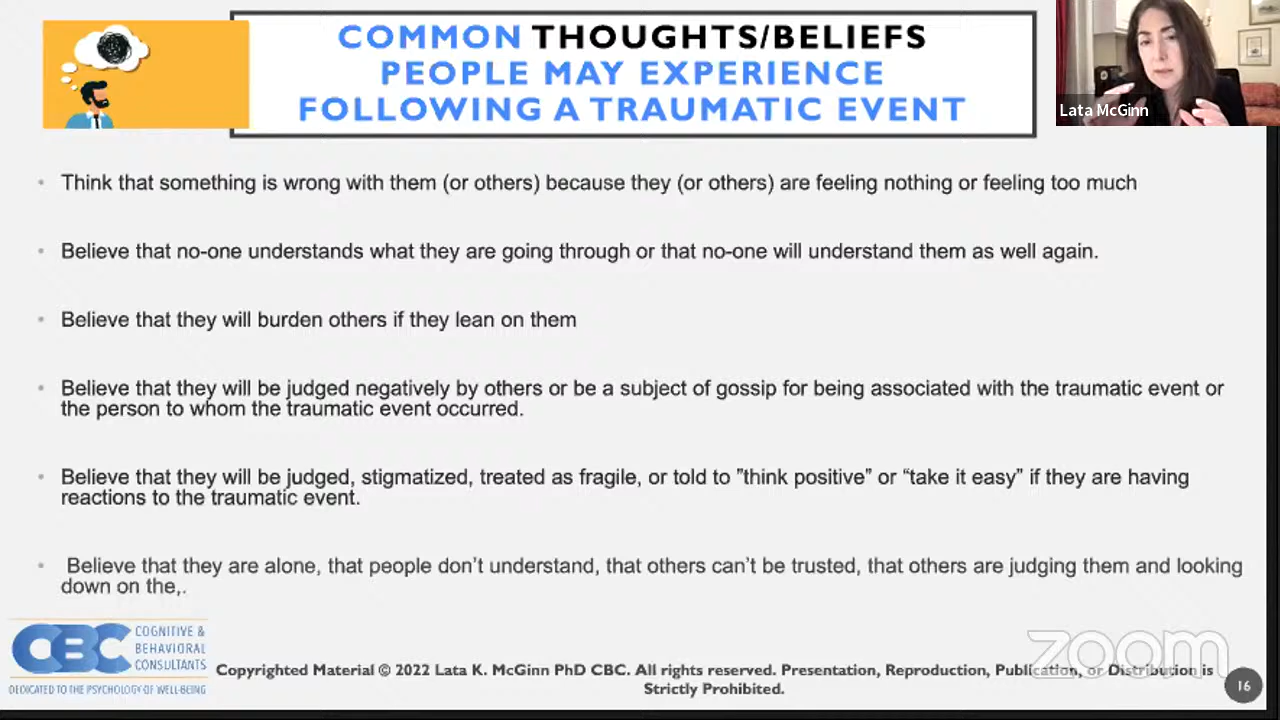 COMMON THOUGHTS/BELIEFS
PEOPLE MAY EXPERIENCE
FOLLOWING A TRAUMATIC EVENT
Lata McGinn
• Think that something is wrong with them (or others) because they (or others) are feeling nothing or feeling too much
• Believe that no-one understands what they are going through or that no-one will understand them as well again.
• Believe that they will burden others if they lean on them
• Believe that they will be judged negatively by others or be a subject of gossip for being associated with the traumatic event or
the person to whom the traumatic event occurred.
• Believe that they will be judged, stigmatized, treated as fragile, or told to ”think positive” or “take it easy” if they are having
reactions to the traumatic event.
• Believe that they are alone, that people don’t understand, that others can’t be trusted, that others are judging them and looking
down on the,.
CBC
COGNITIVE &
BEHAVIORAL
CONSULTANTS
DEDICATED TO THE PSYCHOLOGY OF WELL-BEING
Copyrighted Material © 2022 Lata K. McGinn PhD CBC. All rights reserved. Presentation, Reproduction, Publication, or Distribution is
Strictly Prohibited.
zoom
16